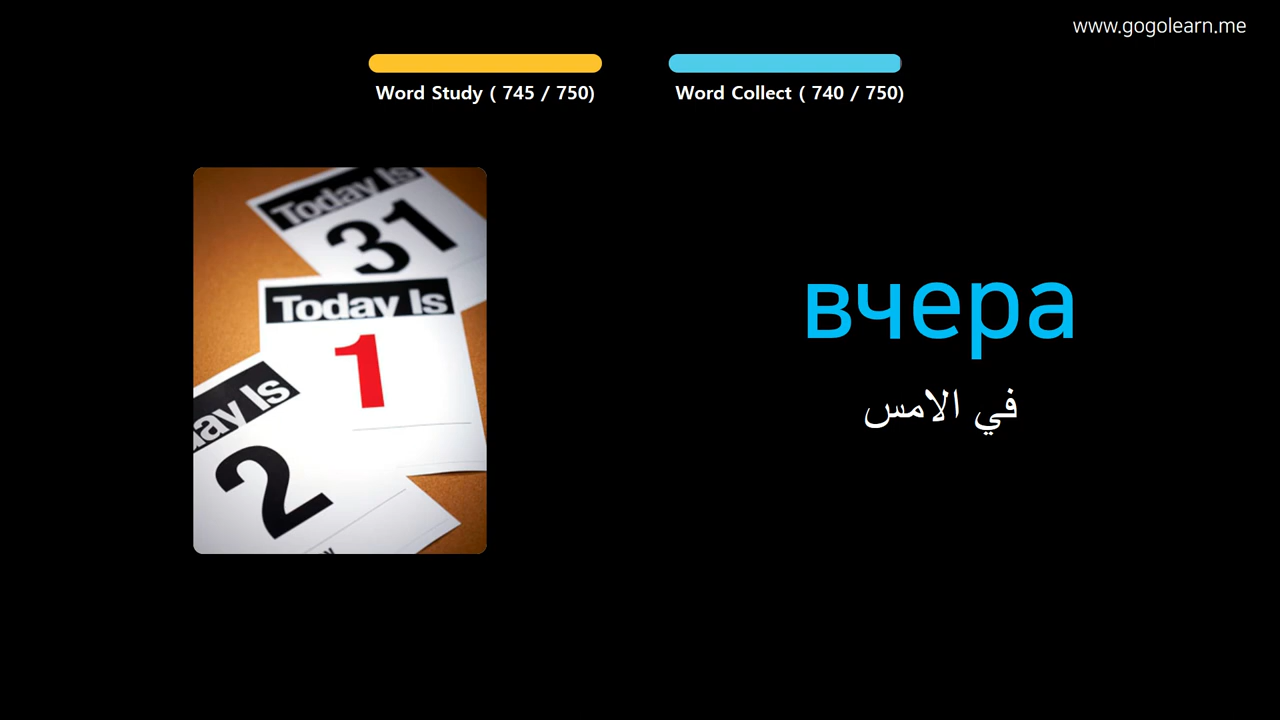 www.gogolearn.me
Word Study ( 745 / 750)
Word Collect ( 740 / 750)
Today Is
31
Today Is
1
ay Is
2
вчера
في الامس